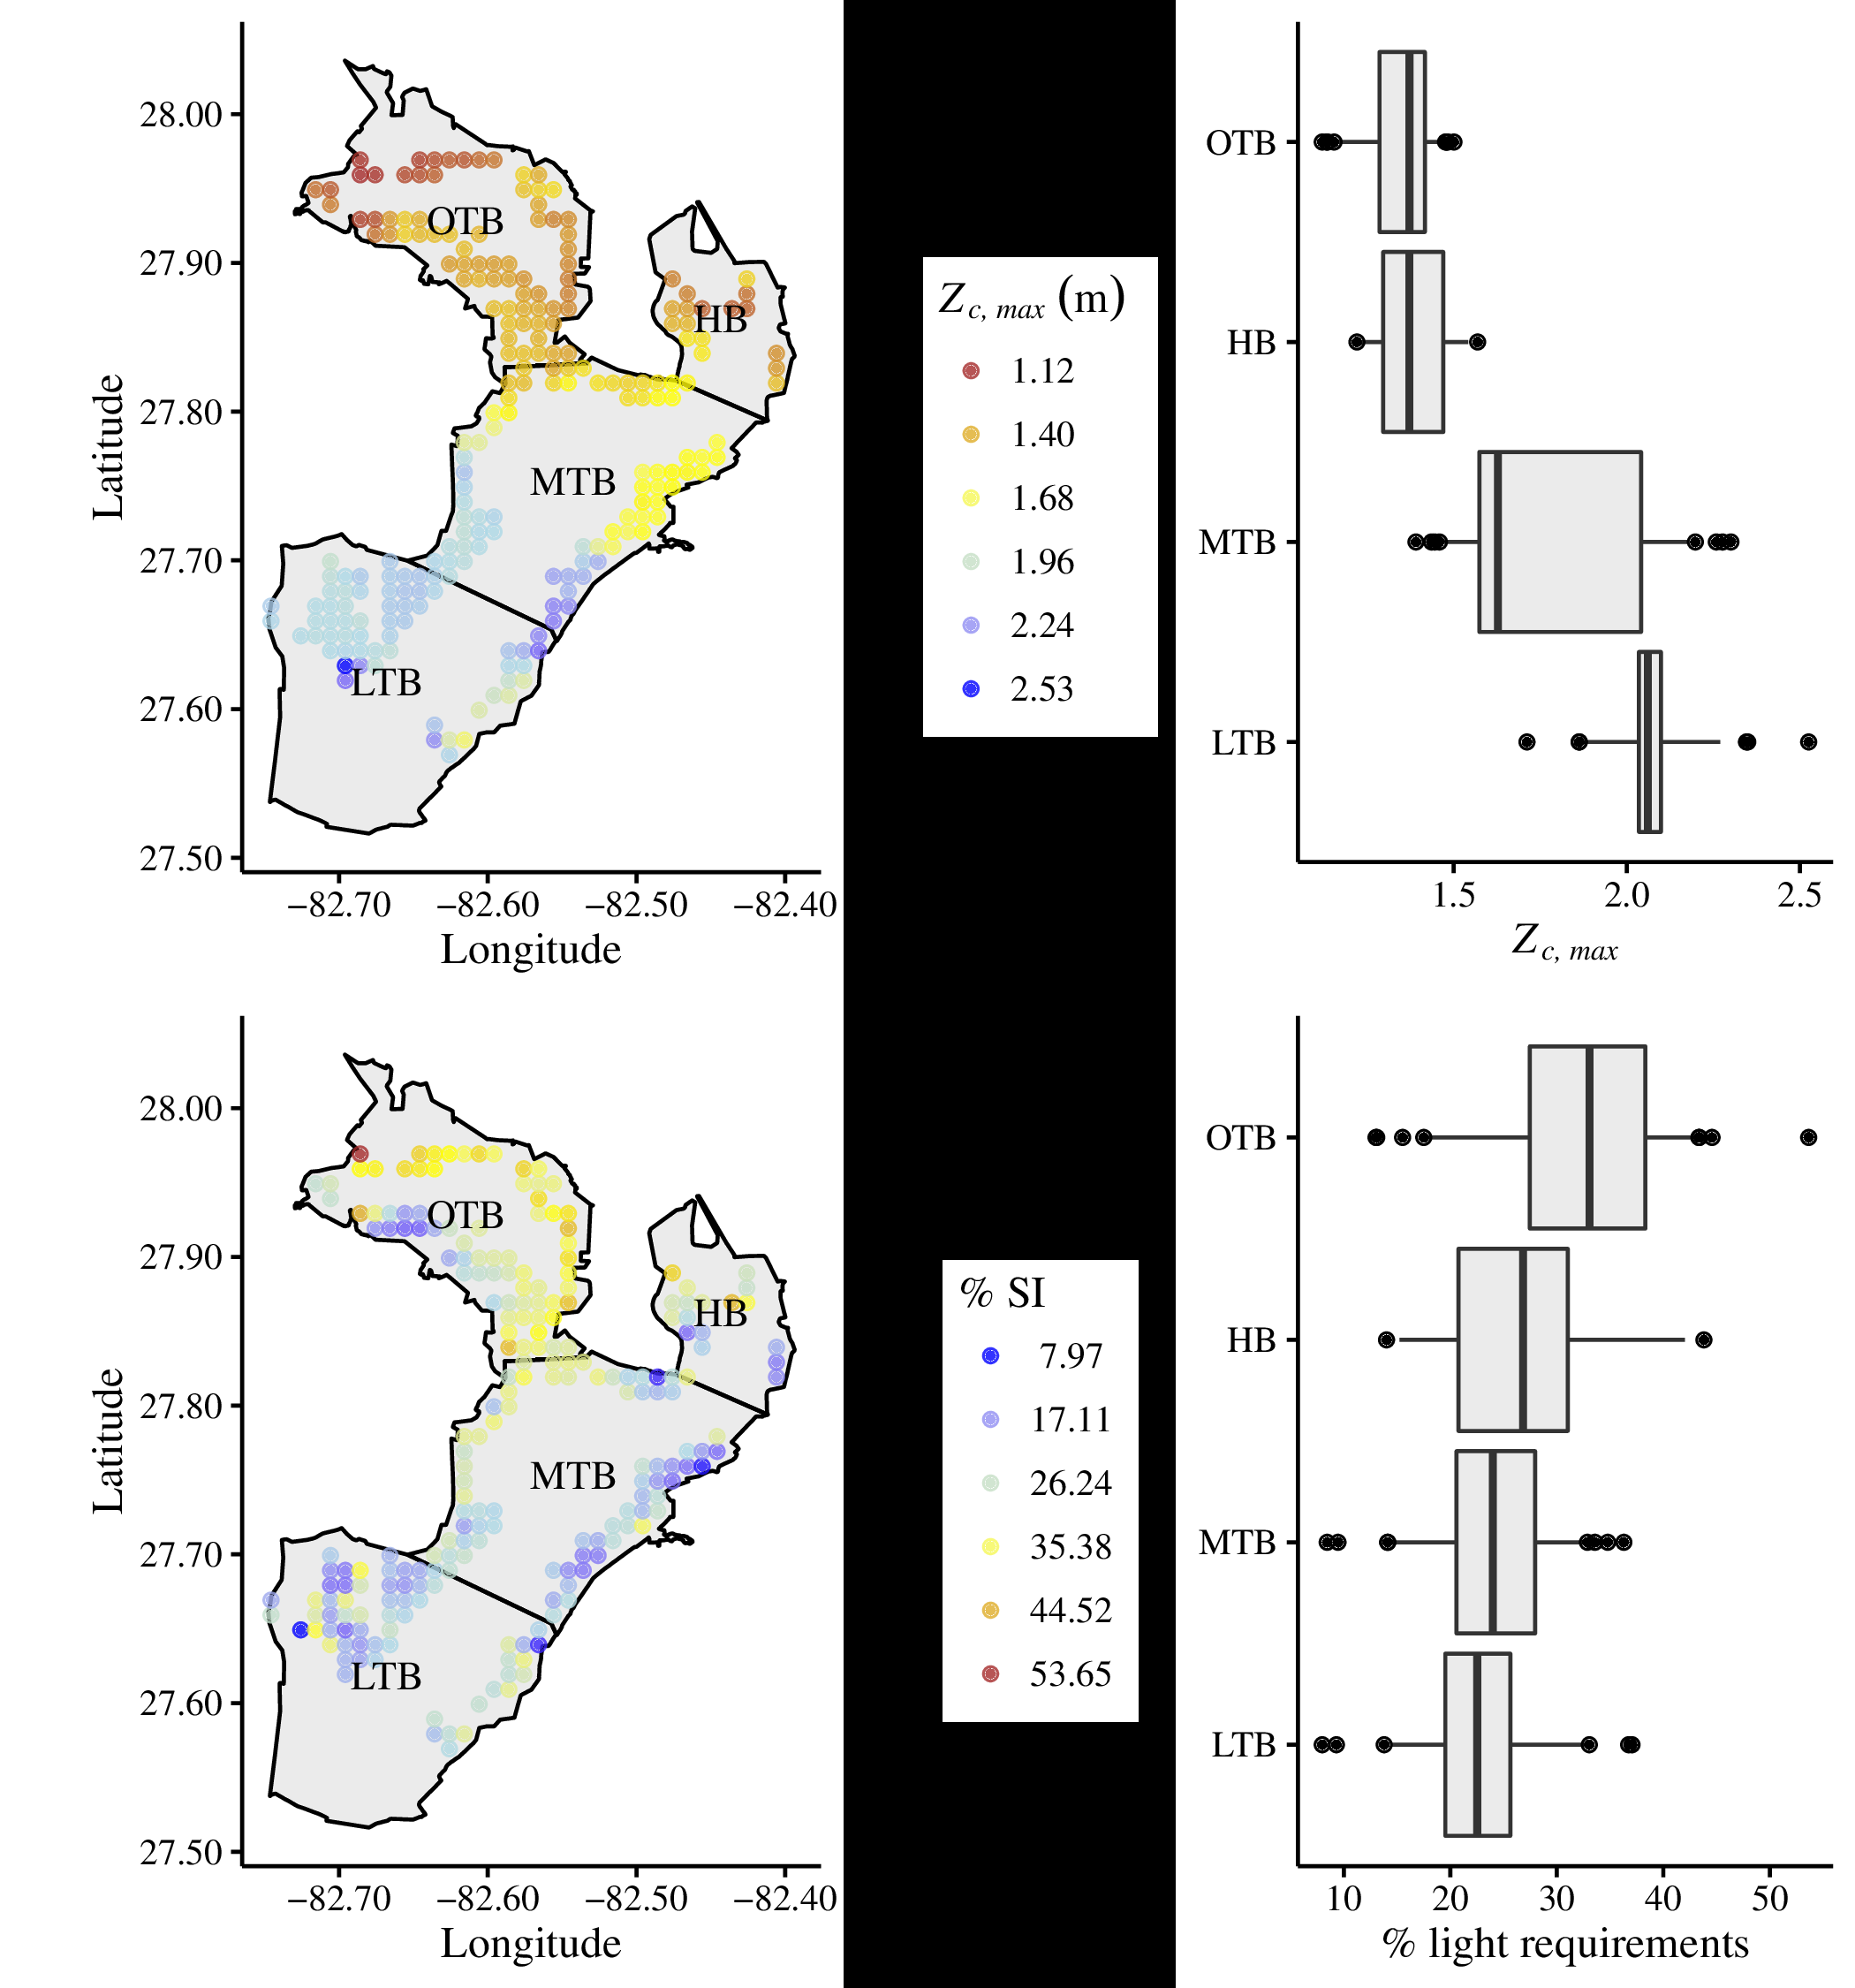 28.00
27.90
27.80
27.70
27.60
27.50
Latitude
−82.70 −82.60 −82.50 −82.40
Longitude
OTB
HB
MTB
LTB
Zc, max (m)
1.12
1.40
1.68
1.96
2.24
2.53
OTB
HB
MTB
LTB
1.5 2.0 2.5
Zc, max
28.00
27.90
27.80
27.70
27.60
27.50
Latitude
−82.70 −82.60 −82.50 −82.40
Longitude
OTB
HB
MTB
LTB
% SI
7.97
17.11
26.24
35.38
44.52
53.65
OTB
HB
MTB
LTB
10 20 30 40 50
% light requirements